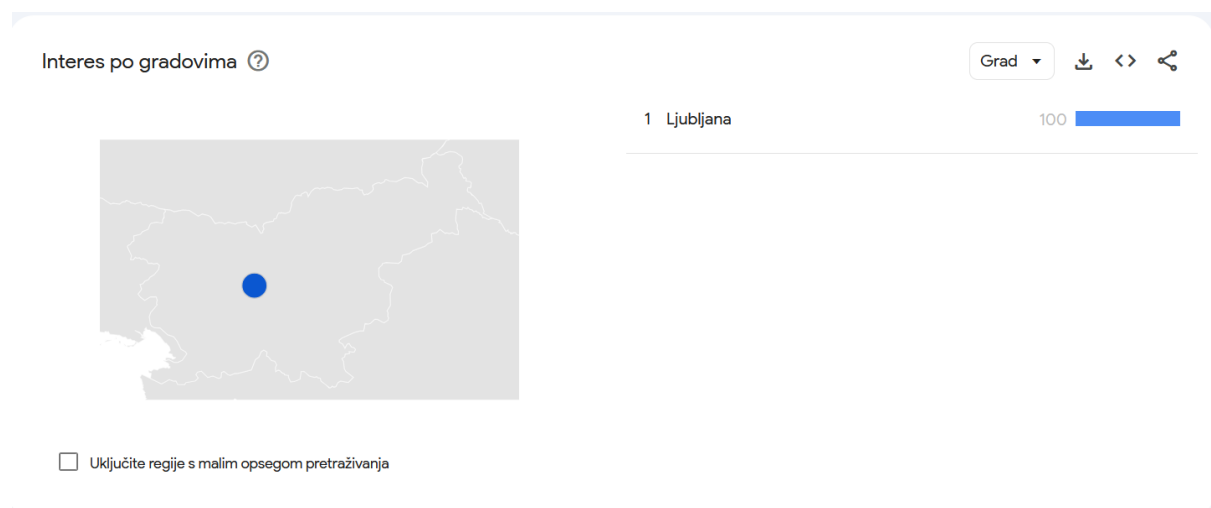 Interes po gradovima
Grad
1 Ljubljana 100
Uključite regije s malim opsegom pretraživanja